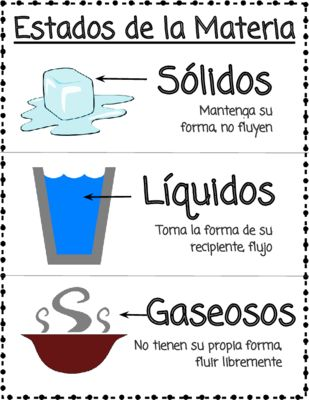 Estados de la Materia
Sólidos
Mantenga su
forma, no fluyen
Líquidos
Toma la forma de su
recipiente, flujo
Gaseosos
No tienen su propia forma,
fluir libremente